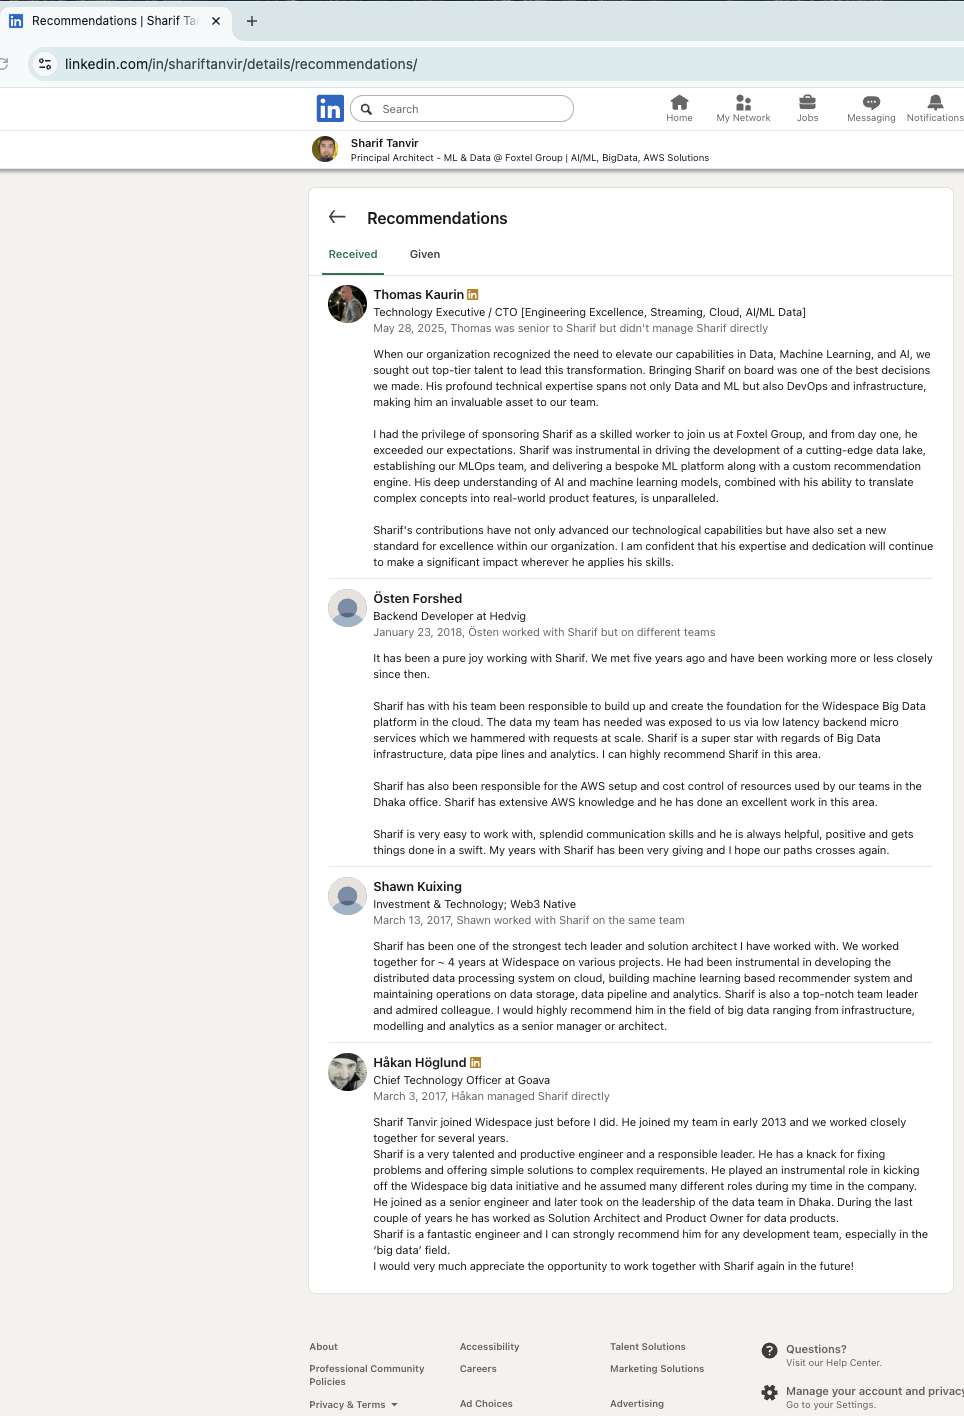 Recommendations | Sharif Ta
linkedin.com/in/shariftanvir/details/recommendations/
in
Search
Home
My Network
Jobs
Messaging
Notifications
Sharif Tanvir
Principal Architect - ML & Data @ Foxtel Group | AI/ML, BigData, AWS Solutions
Recommendations
Received
Given
Thomas Kaurin
Technology Executive / CTO [Engineering Excellence, Streaming, Cloud, AI/ML Data]
May 28, 2025, Thomas was senior to Sharif but didn't manage Sharif directly
When our organization recognized the need to elevate our capabilities in Data, Machine Learning, and AI, we
sought out top-tier talent to lead this transformation. Bringing Sharif on board was one of the best decisions
we made. His profound technical expertise spans not only Data and ML but also DevOps and infrastructure,
making him an invaluable asset to our team.
I had the privilege of sponsoring Sharif as a skilled worker to join us at Foxtel Group, and from day one, he
exceeded our expectations. Sharif was instrumental in driving the development of a cutting-edge data lake,
establishing our MLOps team, and delivering a bespoke ML platform along with a custom recommendation
engine. His deep understanding of AI and machine learning models, combined with his ability to translate
complex concepts into real-world product features, is unparalleled.
Sharif's contributions have not only advanced our technological capabilities but have also set a new
standard for excellence within our organization. I am confident that his expertise and dedication will continue
to make a significant impact wherever he applies his skills.
Östen Forshed
Backend Developer at Hedvig
January 23, 2018, Östen worked with Sharif but on different teams
It has been a pure joy working with Sharif. We met five years ago and have been working more or less closely
since then.
Sharif has with his team been responsible to build up and create the foundation for the Widespace Big Data
platform in the cloud. The data my team has needed was exposed to us via low latency backend micro
services which we hammered with requests at scale. Sharif is a super star with regards of Big Data
infrastructure, data pipe lines and analytics. I can highly recommend Sharif in this area.
Sharif has also been responsible for the AWS setup and cost control of resources used by our teams in the
Dhaka office. Sharif has extensive AWS knowledge and he has done an excellent work in this area.
Sharif is very easy to work with, splendid communication skills and he is always helpful, positive and gets
things done in a swift. My years with Sharif has been very giving and I hope our paths crosses again.
Shawn Kuixing
Investment & Technology; Web3 Native
March 13, 2017, Shawn worked with Sharif on the same team
Sharif has been one of the strongest tech leader and solution architect I have worked with. We worked
together for ~ 4 years at Widespace on various projects. He had been instrumental in developing the
distributed data processing system on cloud, building machine learning based recommender system and
maintaining operations on data storage, data pipeline and analytics. Sharif is also a top-notch team leader
and admired colleague. I would highly recommend him in the field of big data ranging from infrastructure,
modelling and analytics as a senior manager or architect.
Håkan Höglund
Chief Technology Officer at Goava
March 3, 2017, Håkan managed Sharif directly
Sharif Tanvir joined Widespace just before I did. He joined my team in early 2013 and we worked closely
together for several years.
Sharif is a very talented and productive engineer and a responsible leader. He has a knack for fixing
problems and offering simple solutions to complex requirements. He played an instrumental role in kicking
off the Widespace big data initiative and he assumed many different roles during my time in the company.
He joined as a senior engineer and later took on the leadership of the data team in Dhaka. During the last
couple of years he has worked as Solution Architect and Product Owner for data products.
Sharif is a fantastic engineer and I can strongly recommend him for any development team, especially in the
‘big data’ field.
I would very much appreciate the opportunity to work together with Sharif again in the future!
About
Accessibility
Talent Solutions
Questions?
Visit our Help Center.
Professional Community
Policies
Careers
Marketing Solutions
Manage your account and privacy
Go to your Settings.
Privacy & Terms
Ad Choices
Advertising